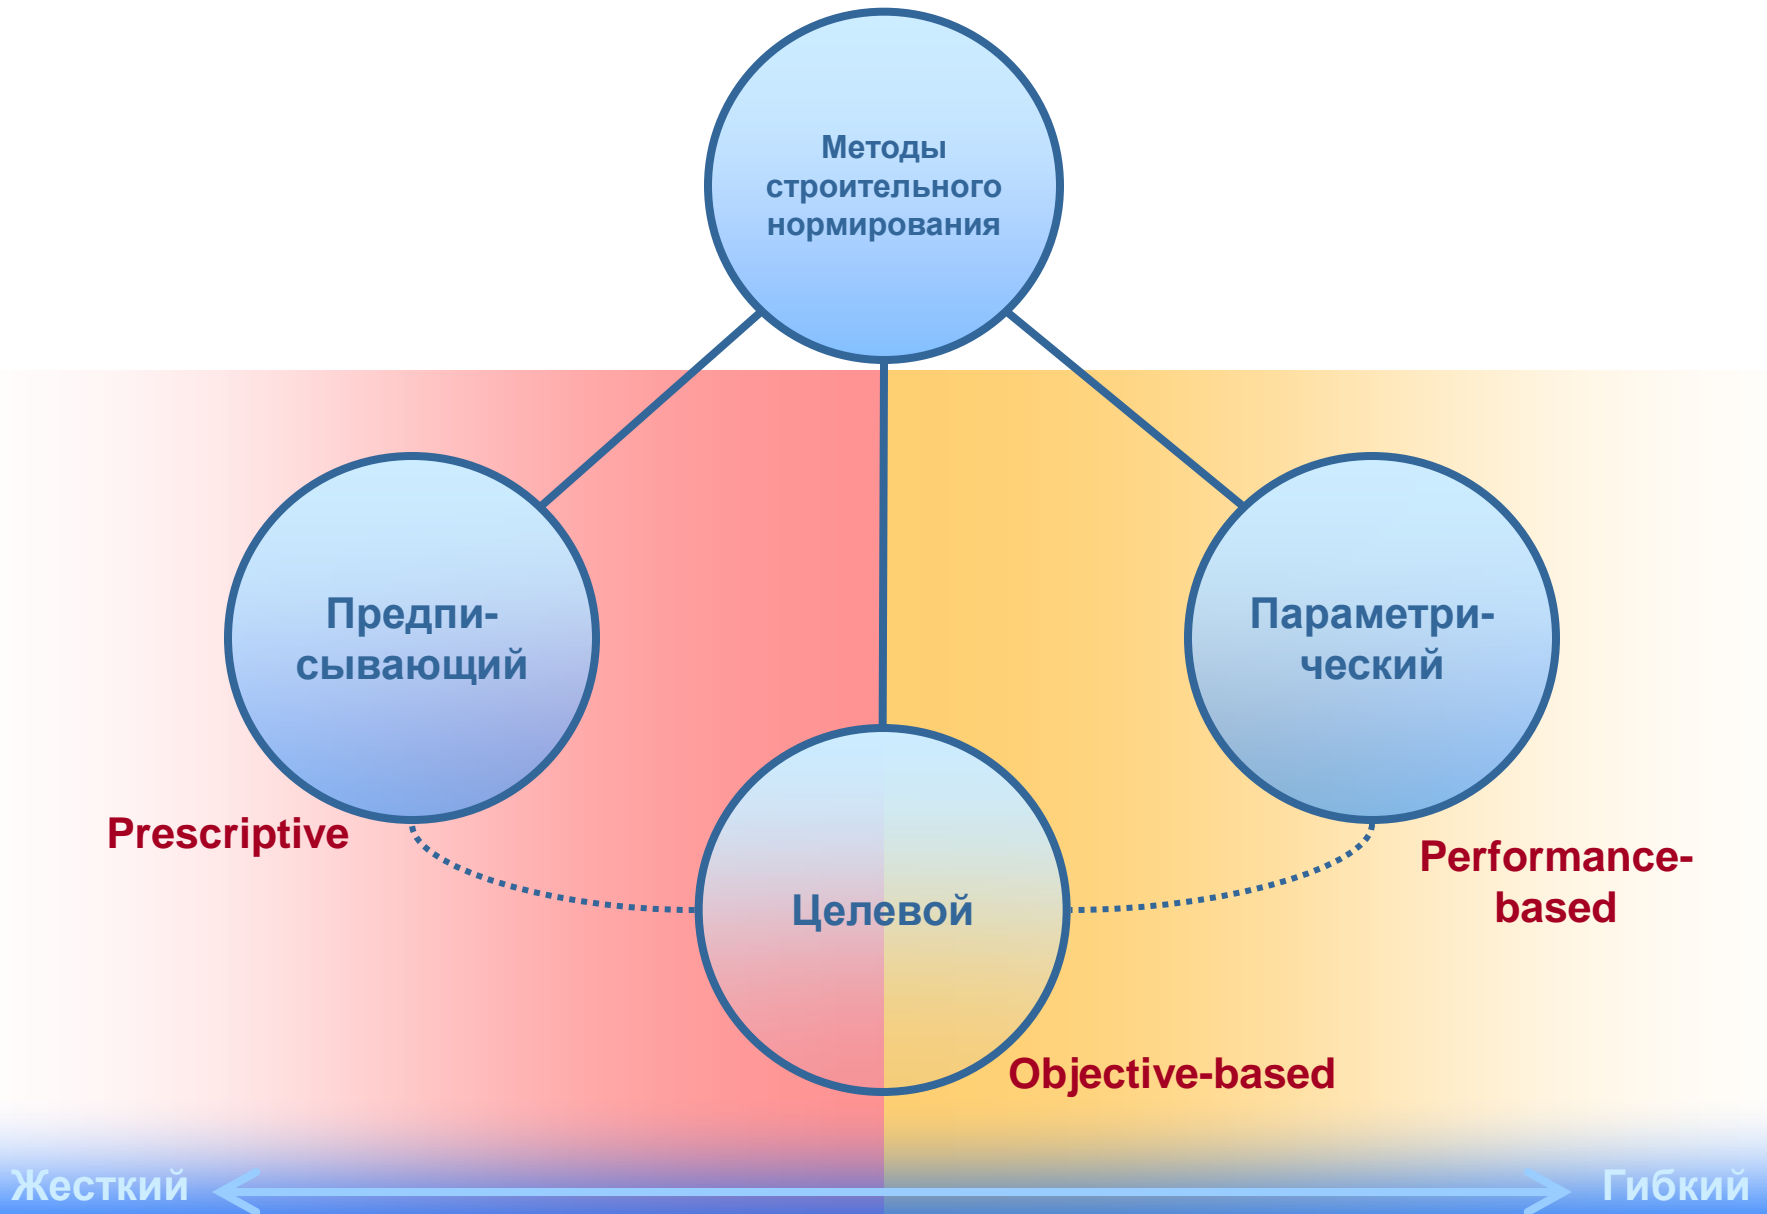 Методы
строительного
нормирования
Предпи-
сывающий
Параметри-
ческий
Prescriptive
Performance-
based
Целевой
Objective-based
Жесткий
Гибкий